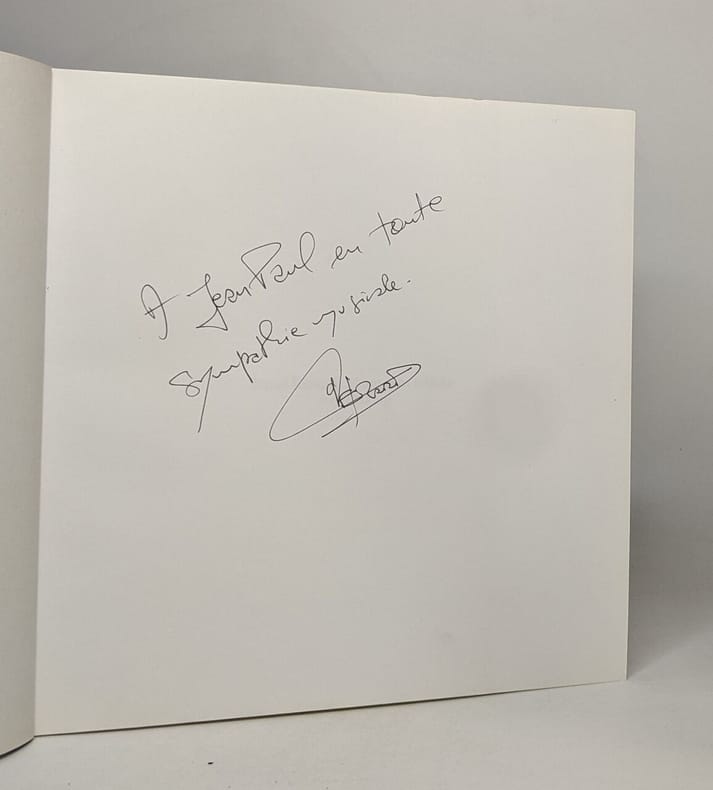 A Jean Paul en toute
sympathie musicale.